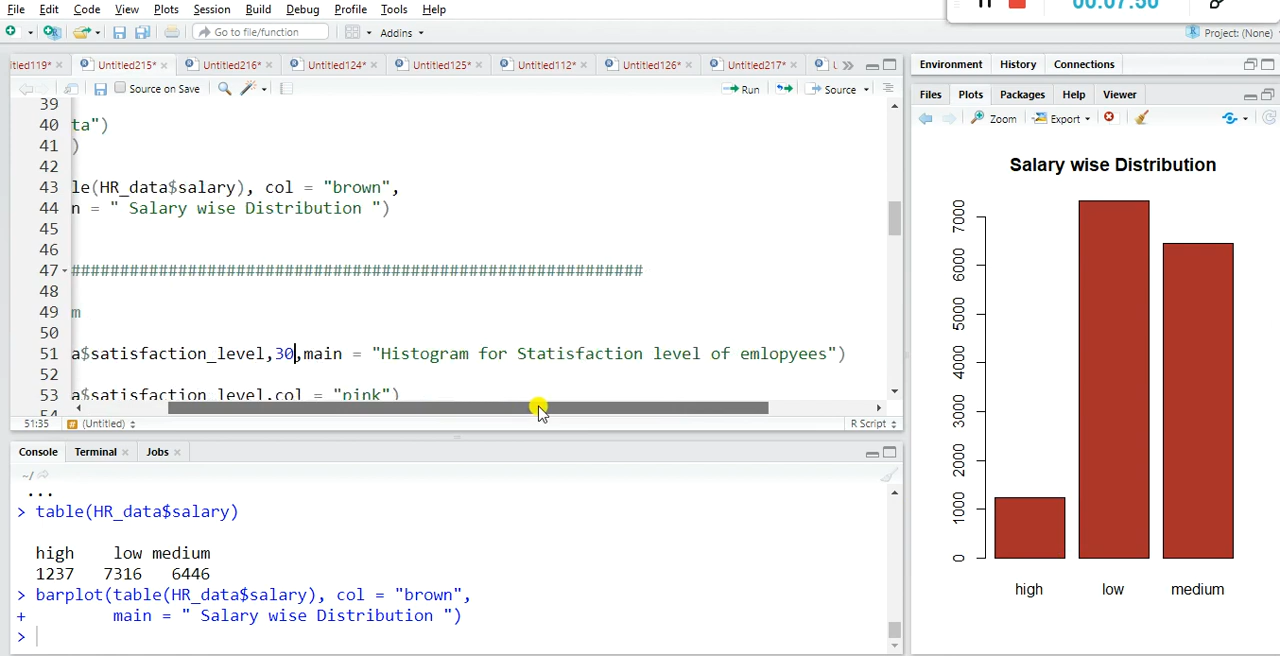 File Edit Code View Plots Session Build Debug Profile Tools Help
00:07:50
Go to file/function Addins Project: (None)
itled119* Untitled215* Untitled216* Untitled124* Untitled125* Untitled112* Untitled126* Untitled217*
Source on Save Run Source
39
40 ta")
41 )
42
43 le(HR_data$salary), col = "brown",
44 n = " Salary wise Distribution ")
45
46
47 ###########################################################
48
49 m
50
51 a$satisfaction_level,30,main = "Histogram for Statisfaction level of emlopyees")
52
53 a$satisfaction_level,col = "pink")
54
51:35 (Untitled) R Script
Console Terminal Jobs
~/
...
> table(HR_data$salary)
high low medium
1237 7316 6446
> barplot(table(HR_data$salary), col = "brown",
+ main = " Salary wise Distribution ")
>
Environment History Connections
Files Plots Packages Help Viewer
Zoom Export
Salary wise Distribution
7000
6000
5000
4000
3000
2000
1000
0
high low medium